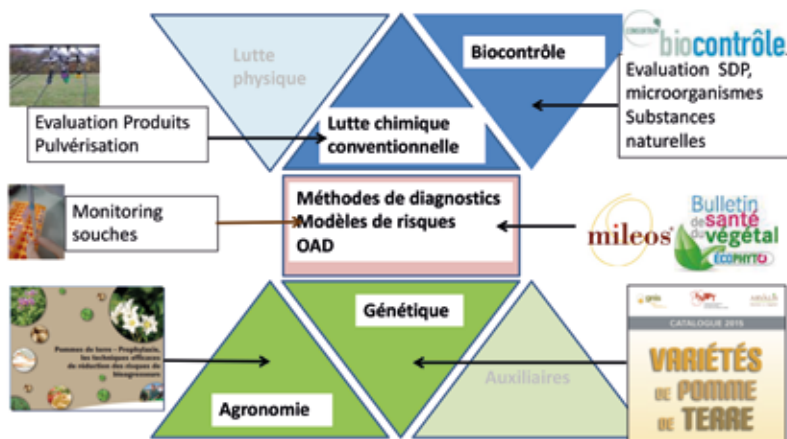 Lutte
physique
Biocontrôle
CONSORTIUM
biocontrôle
Evaluation SDP,
microorganismes
Substances
naturelles
Evaluation Produits
Pulvérisation
Lutte chimique
conventionnelle
Monitoring
souches
Méthodes de diagnostics
Modèles de risques
OAD
mileos
Bulletin
de santé
du végétal
ÉCOPHYTO
Pommes de terre - Prophylaxie,
les techniques efficaces
de réduction des risques de
bioagresseurs
Agronomie
Génétique
Auxiliaires
CATALOGUE 2015
VARIÉTÉS
DE POMME
DE TERRE